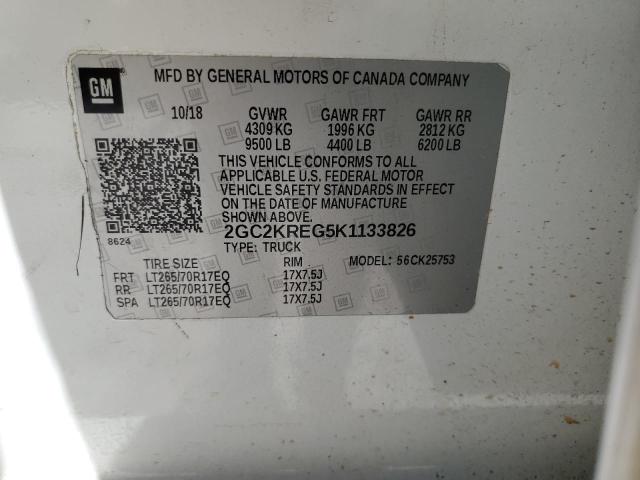 GM
MFD BY GENERAL MOTORS OF CANADA COMPANY
10/18 GVWR GAWR FRT GAWR RR
4309 KG 1996 KG 2812 KG
9500 LB 4400 LB 6200 LB
THIS VEHICLE CONFORMS TO ALL
APPLICABLE U.S. FEDERAL MOTOR
VEHICLE SAFETY STANDARDS IN EFFECT
ON THE DATE OF MANUFACTURE
SHOWN ABOVE.
8624
2GC2KREG5K1133826
TYPE: TRUCK
TIRE SIZE RIM MODEL: 56CK25753
FRT LT265/70R17EQ 17X7.5J
RR LT265/70R17EQ 17X7.5J
SPA LT265/70R17EQ 17X7.5J